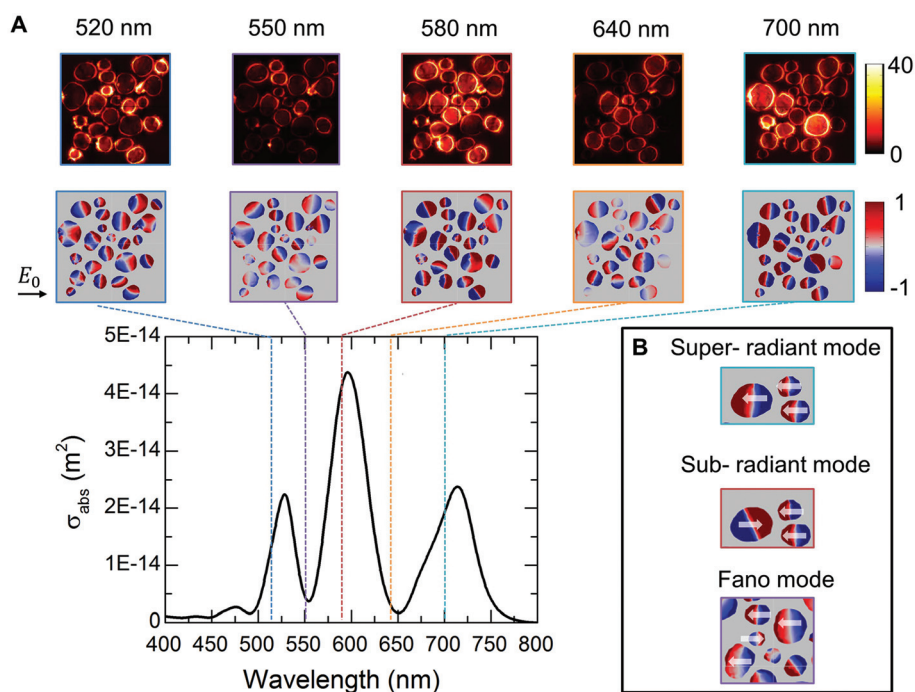 A
520 nm 550 nm 580 nm 640 nm 700 nm
40
0
1
-1
E₀
5E-14
4E-14
3E-14
2E-14
1E-14
0
σabs (m²)
400 450 500 550 600 650 700 750 800
Wavelength (nm)
B
Super- radiant mode
Sub- radiant mode
Fano mode